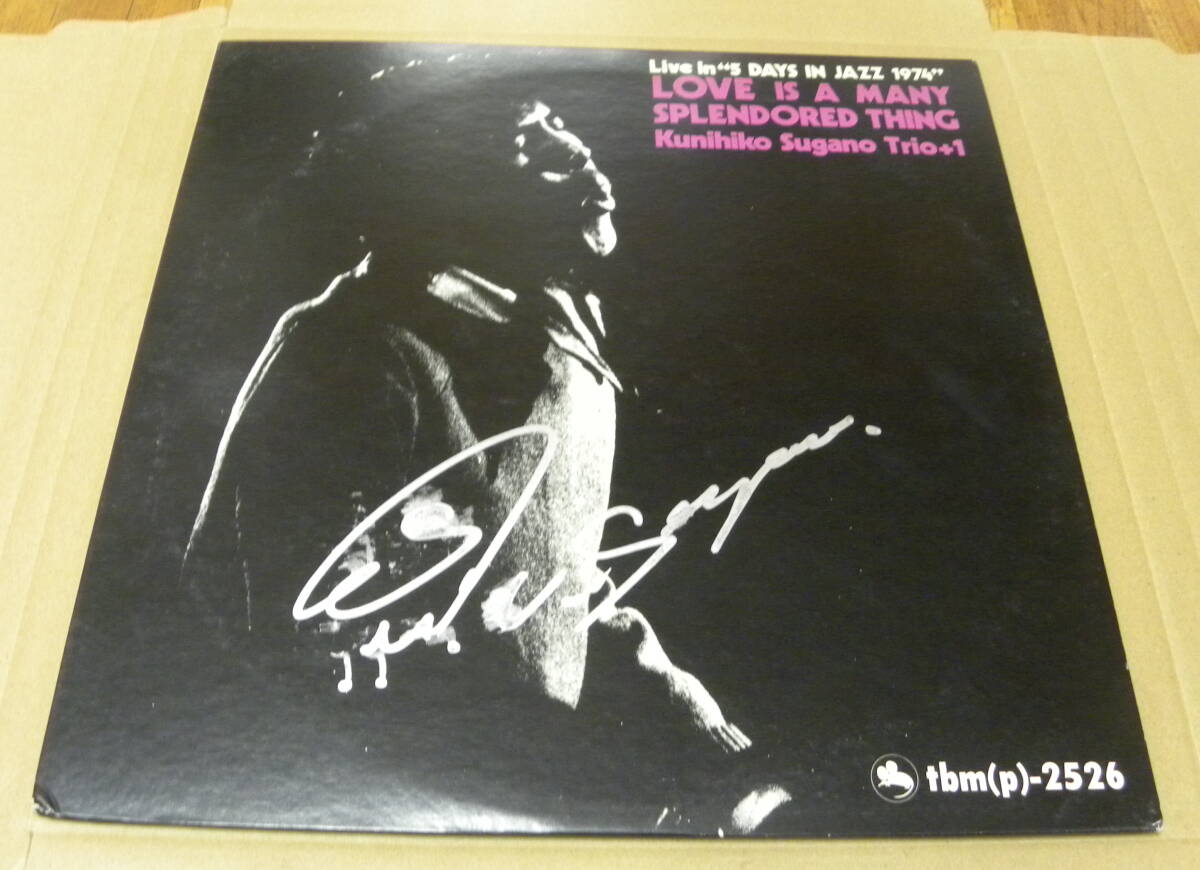 Live in "5 DAYS IN JAZZ 1974"
LOVE IS A MANY
SPLENDORED THING
Kunihiko Sugano Trio+1
tbm(p)-2526